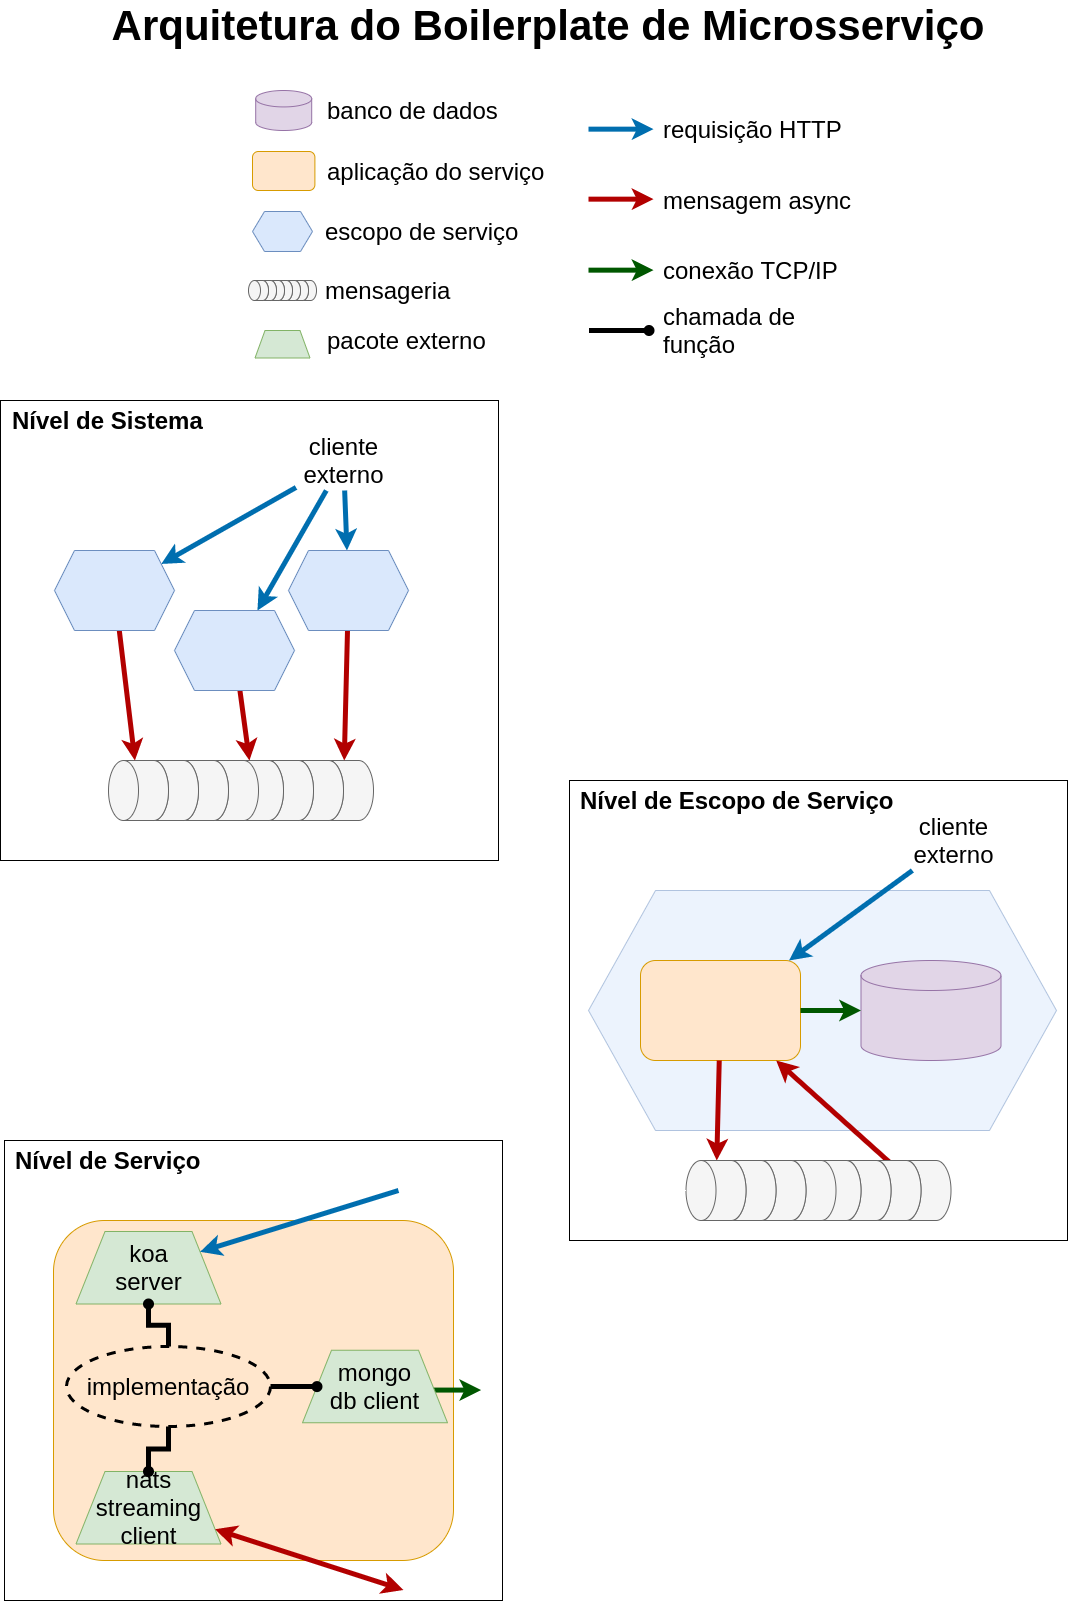 Arquitetura do Boilerplate de Microsserviço
banco de dados
aplicação do serviço
escopo de serviço
mensageria
pacote externo
requisição HTTP
mensagem async
conexão TCP/IP
chamada de
função
Nível de Sistema
cliente
externo
Nível de Escopo de Serviço
cliente
externo
Nível de Serviço
koa
server
implementação
mongo
db client
nats
streaming
client